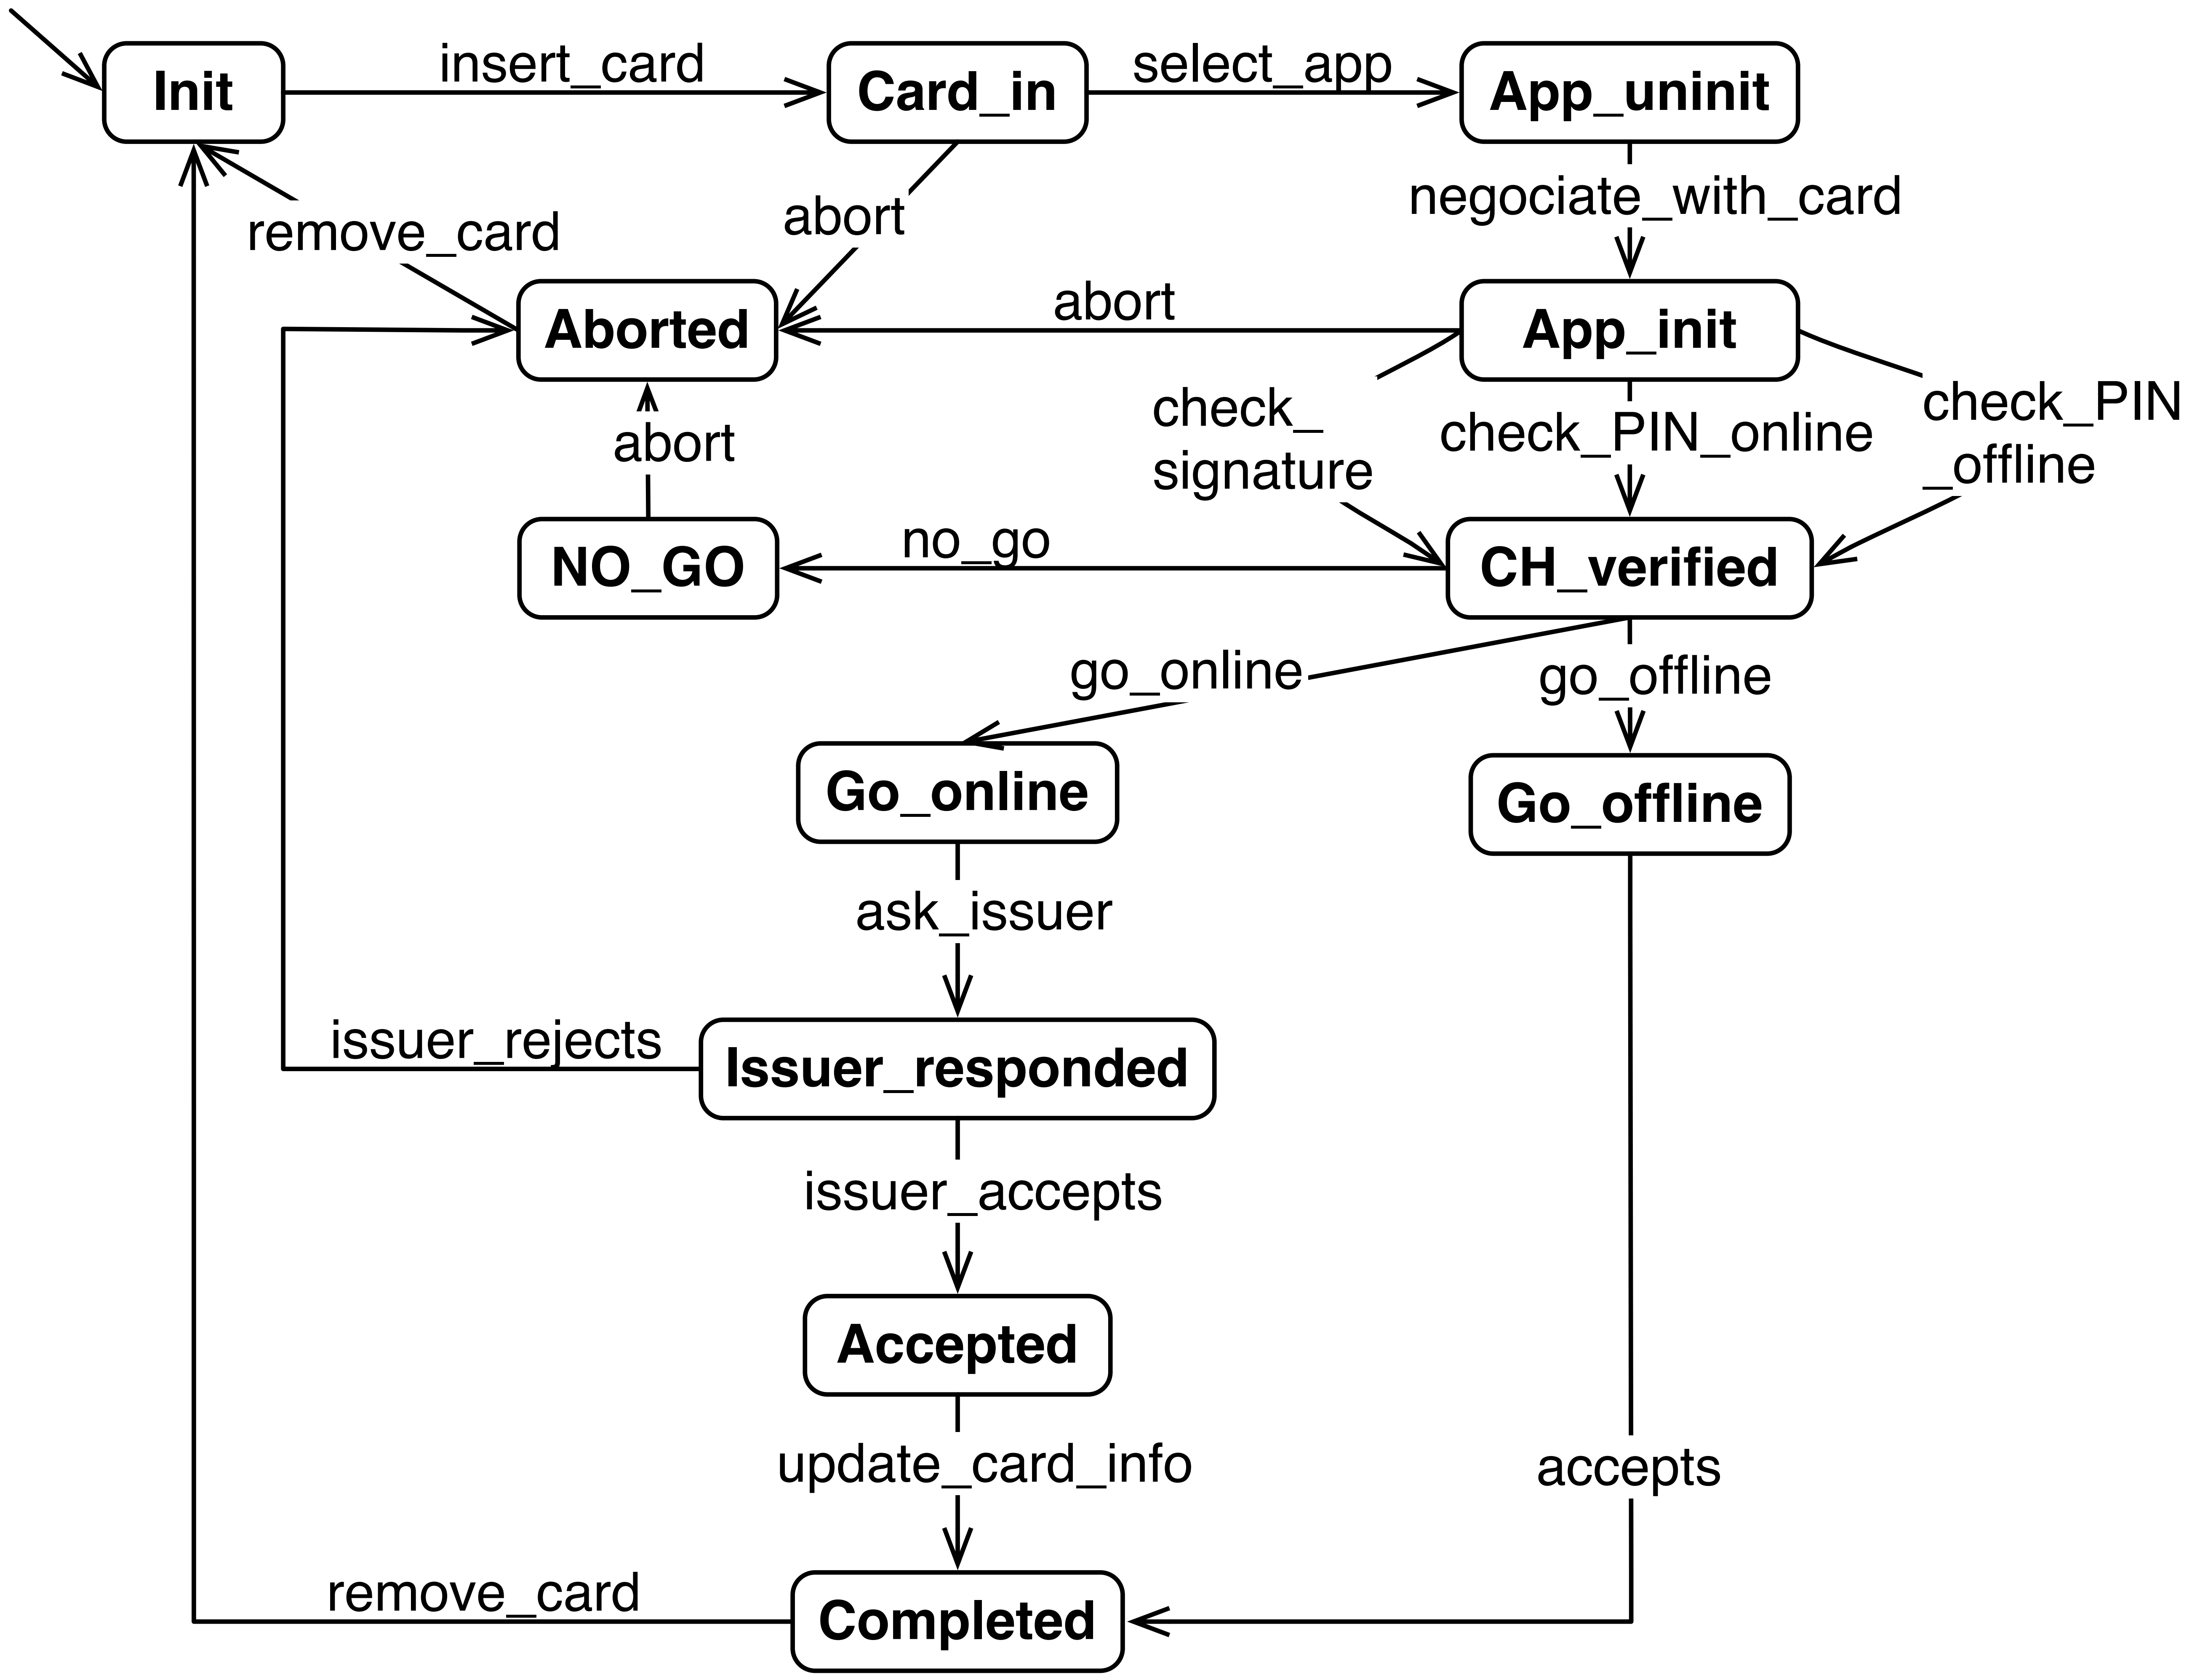 insert_card
select_app
Init
Card_in
App_uninit
negociate_with_card
abort
remove_card
abort
Aborted
App_init
check_
signature
check_PIN_online
check_PIN
_offline
abort
no_go
NO_GO
CH_verified
go_online
go_offline
Go_online
Go_offline
ask_issuer
issuer_rejects
Issuer_responded
issuer_accepts
Accepted
update_card_info
accepts
remove_card
Completed